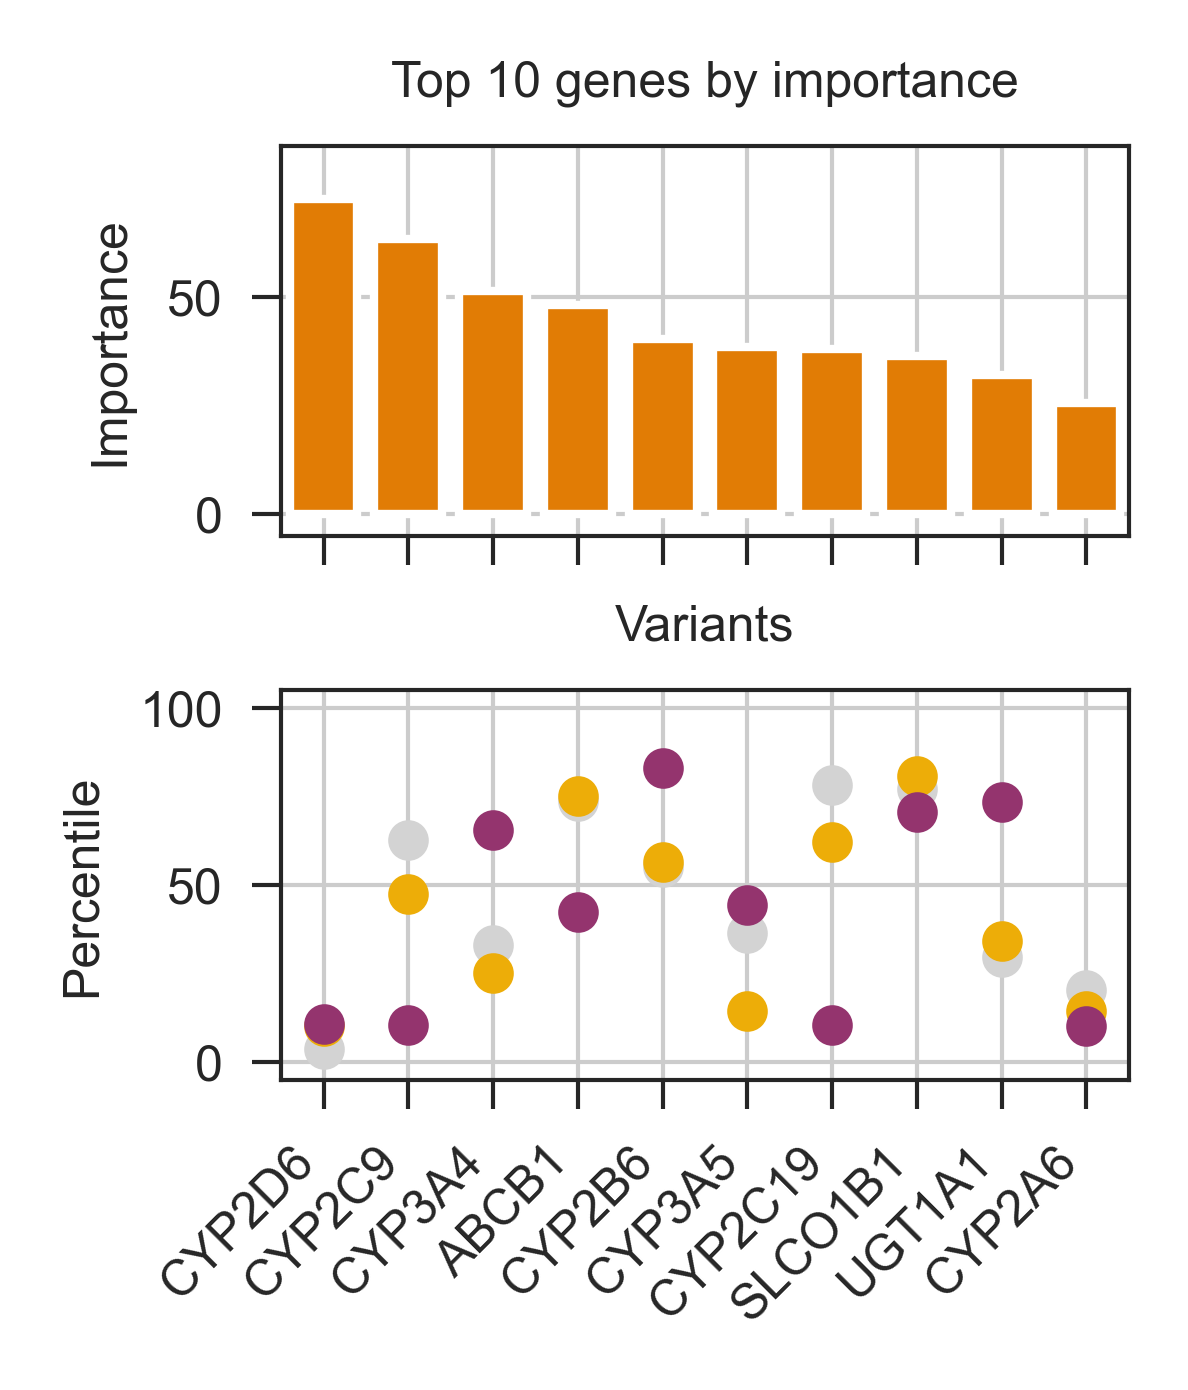 Top 10 genes by importance
Importance
50
0
Variants
Percentile
100
50
0
CYP2D6
CYP2C9
CYP3A4
ABCB1
CYP2B6
CYP3A5
CYP2C19
SLCO1B1
UGT1A1
CYP2A6